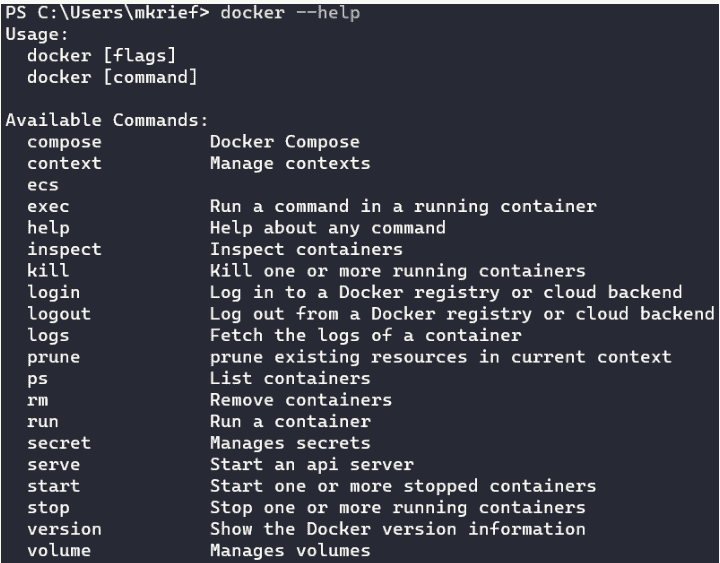 PS C:\Users\mkrief> docker --help
Usage:
  docker [flags]
  docker [command]

Available Commands:
  compose          Docker Compose
  context          Manage contexts
  ecs
  exec             Run a command in a running container
  help             Help about any command
  inspect          Inspect containers
  kill             Kill one or more running containers
  login            Log in to a Docker registry or cloud backend
  logout           Log out from a Docker registry or cloud backend
  logs             Fetch the logs of a container
  prune            prune existing resources in current context
  ps               List containers
  rm               Remove containers
  run              Run a container
  secret           Manages secrets
  serve            Start an api server
  start            Start one or more stopped containers
  stop             Stop one or more running containers
  version          Show the Docker version information
  volume           Manages volumes